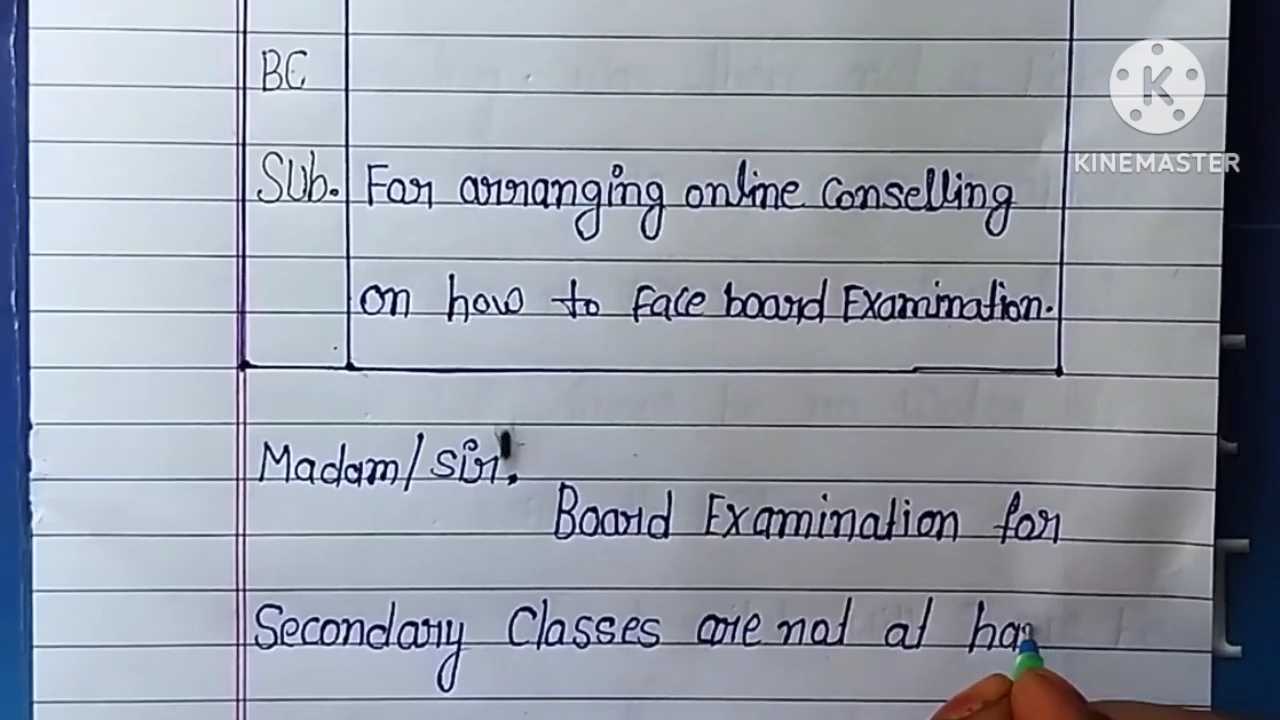 BC
Sub. For arranging online Conselling
on how to Face board Examination.
Madam/Sir,
Board Examination for
Secondary Classes are not at ha
K
KINEMASTER